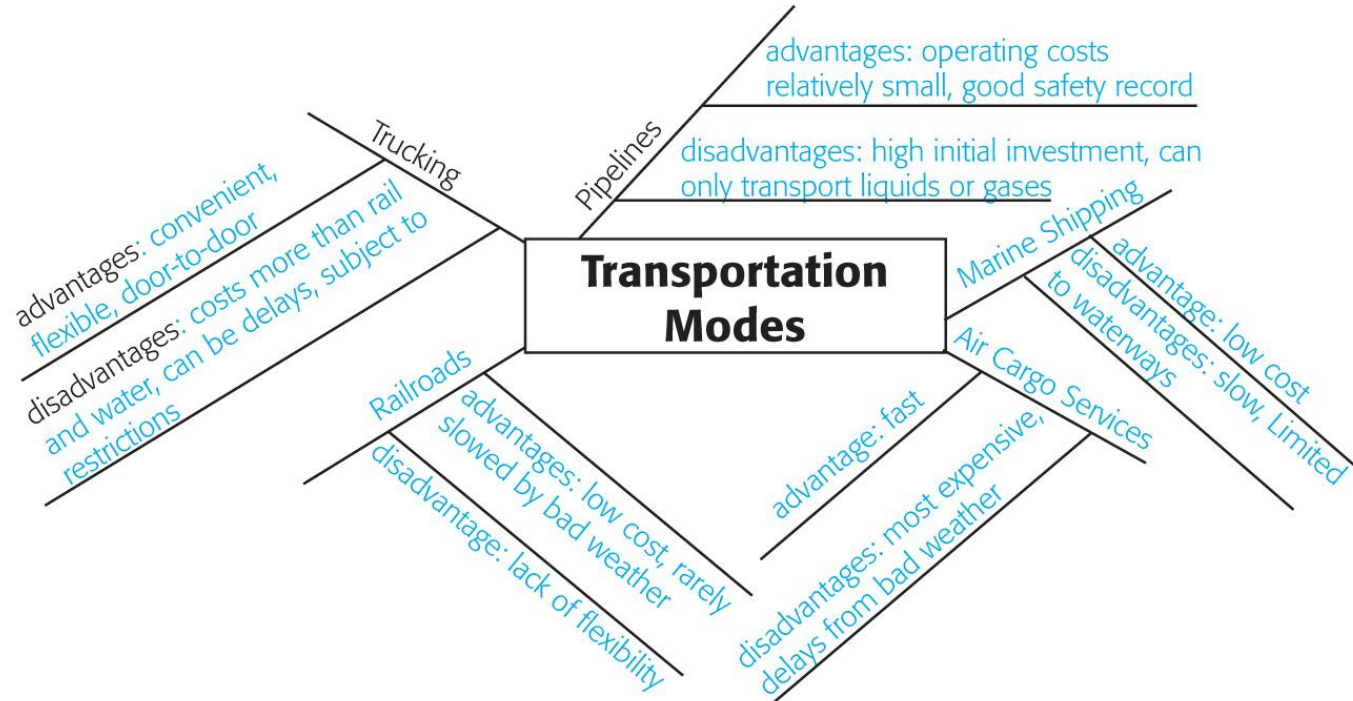 Transportation
Modes
Trucking
advantages: convenient,
flexible, door-to-door
disadvantages: costs more than rail
and water, can be delays, subject to
restrictions
Pipelines
advantages: operating costs
relatively small, good safety record
disadvantages: high initial investment, can
only transport liquids or gases
Marine Shipping
advantage: low cost
disadvantages: slow, Limited
to waterways
Air Cargo Services
advantage: fast
disadvantages: most expensive,
delays from bad weather
Railroads
advantages: low cost, rarely
slowed by bad weather
disadvantage: lack of flexibility